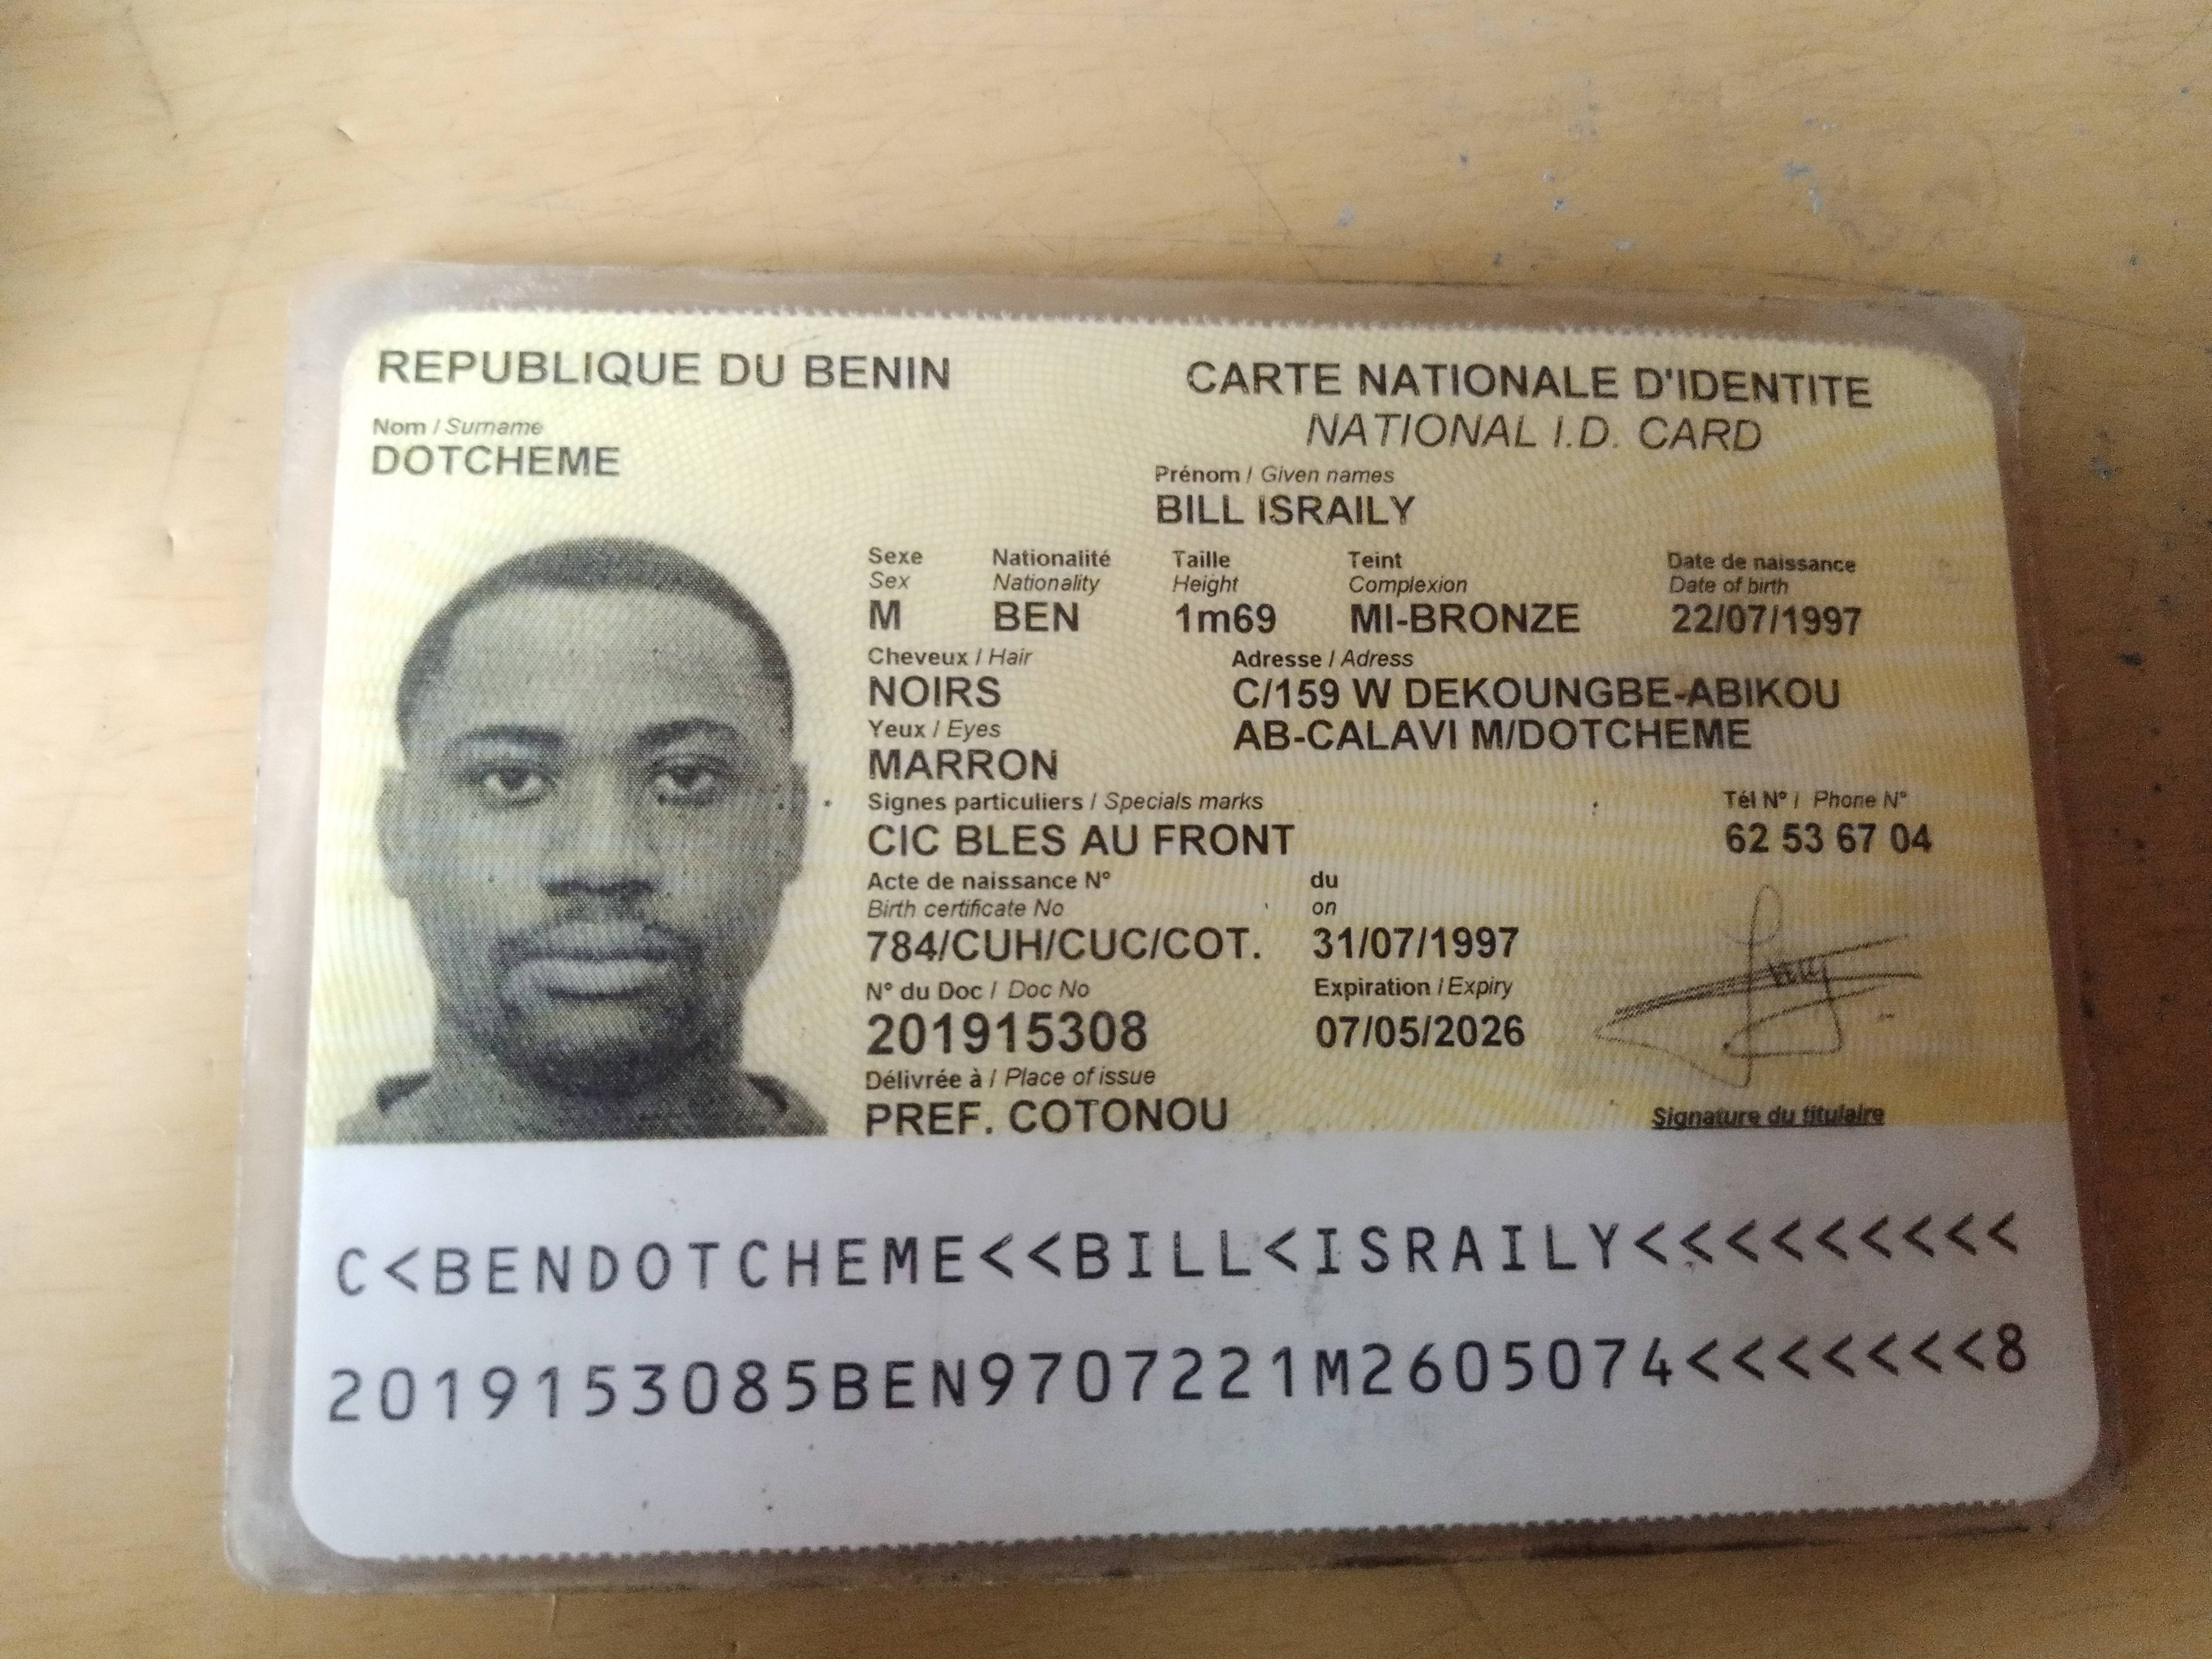 REPUBLIQUE DU BENIN
CARTE NATIONALE D'IDENTITE
NATIONAL I.D. CARD
Nom / Surname
DOTCHEME
Prénom / Given names
BILL ISRAILY
Sexe Nationalité Taille Teint Date de naissance
Sex Nationality Height Complexion Date of birth
M BEN 1m69 MI-BRONZE 22/07/1997
Cheveux / Hair Adresse / Adress
NOIRS C/159 W DEKOUNGBE-ABIKOU
Yeux / Eyes AB-CALAVI M/DOTCHEME
MARRON
Signes particuliers / Specials marks Tél N° / Phone N°
CIC BLES AU FRONT 62 53 67 04
Acte de naissance N° du
Birth certificate No on
784/CUH/CUC/COT. 31/07/1997
N° du Doc / Doc No Expiration / Expiry
201915308 07/05/2026
Délivrée à / Place of issue
PREF. COTONOU Signature du titulaire
C<BENDOTCHEME<<BILL<ISRAILY<<<<<<<<<
2019153085BEN9707221M2605074<<<<<<<8